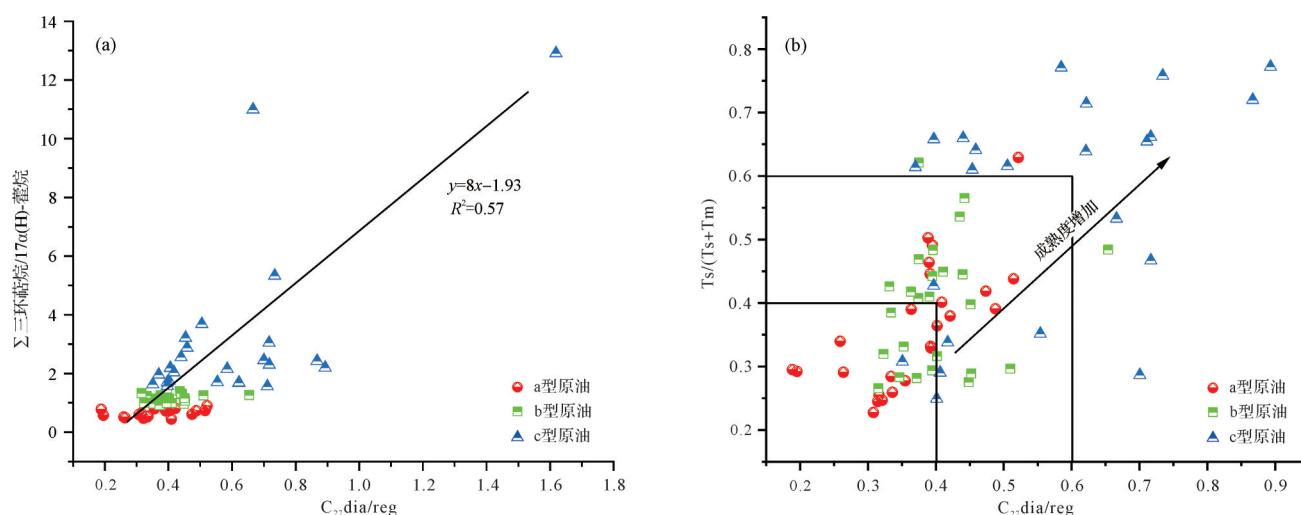 (a)
14
12
10
8
6
4
2
0
Σ三环萜烷/17α(H)-藿烷
y=8x−1.93
R²=0.57
a型原油
b型原油
c型原油
0.2 0.4 0.6 0.8 1.0 1.2 1.4 1.6 1.8
C₂₇dia/reg
(b)
0.8
0.7
0.6
0.5
0.4
0.3
0.2
Ts/(Ts+Tm)
成熟度增加
a型原油
b型原油
c型原油
0.2 0.3 0.4 0.5 0.6 0.7 0.8 0.9
C₂₇dia/reg